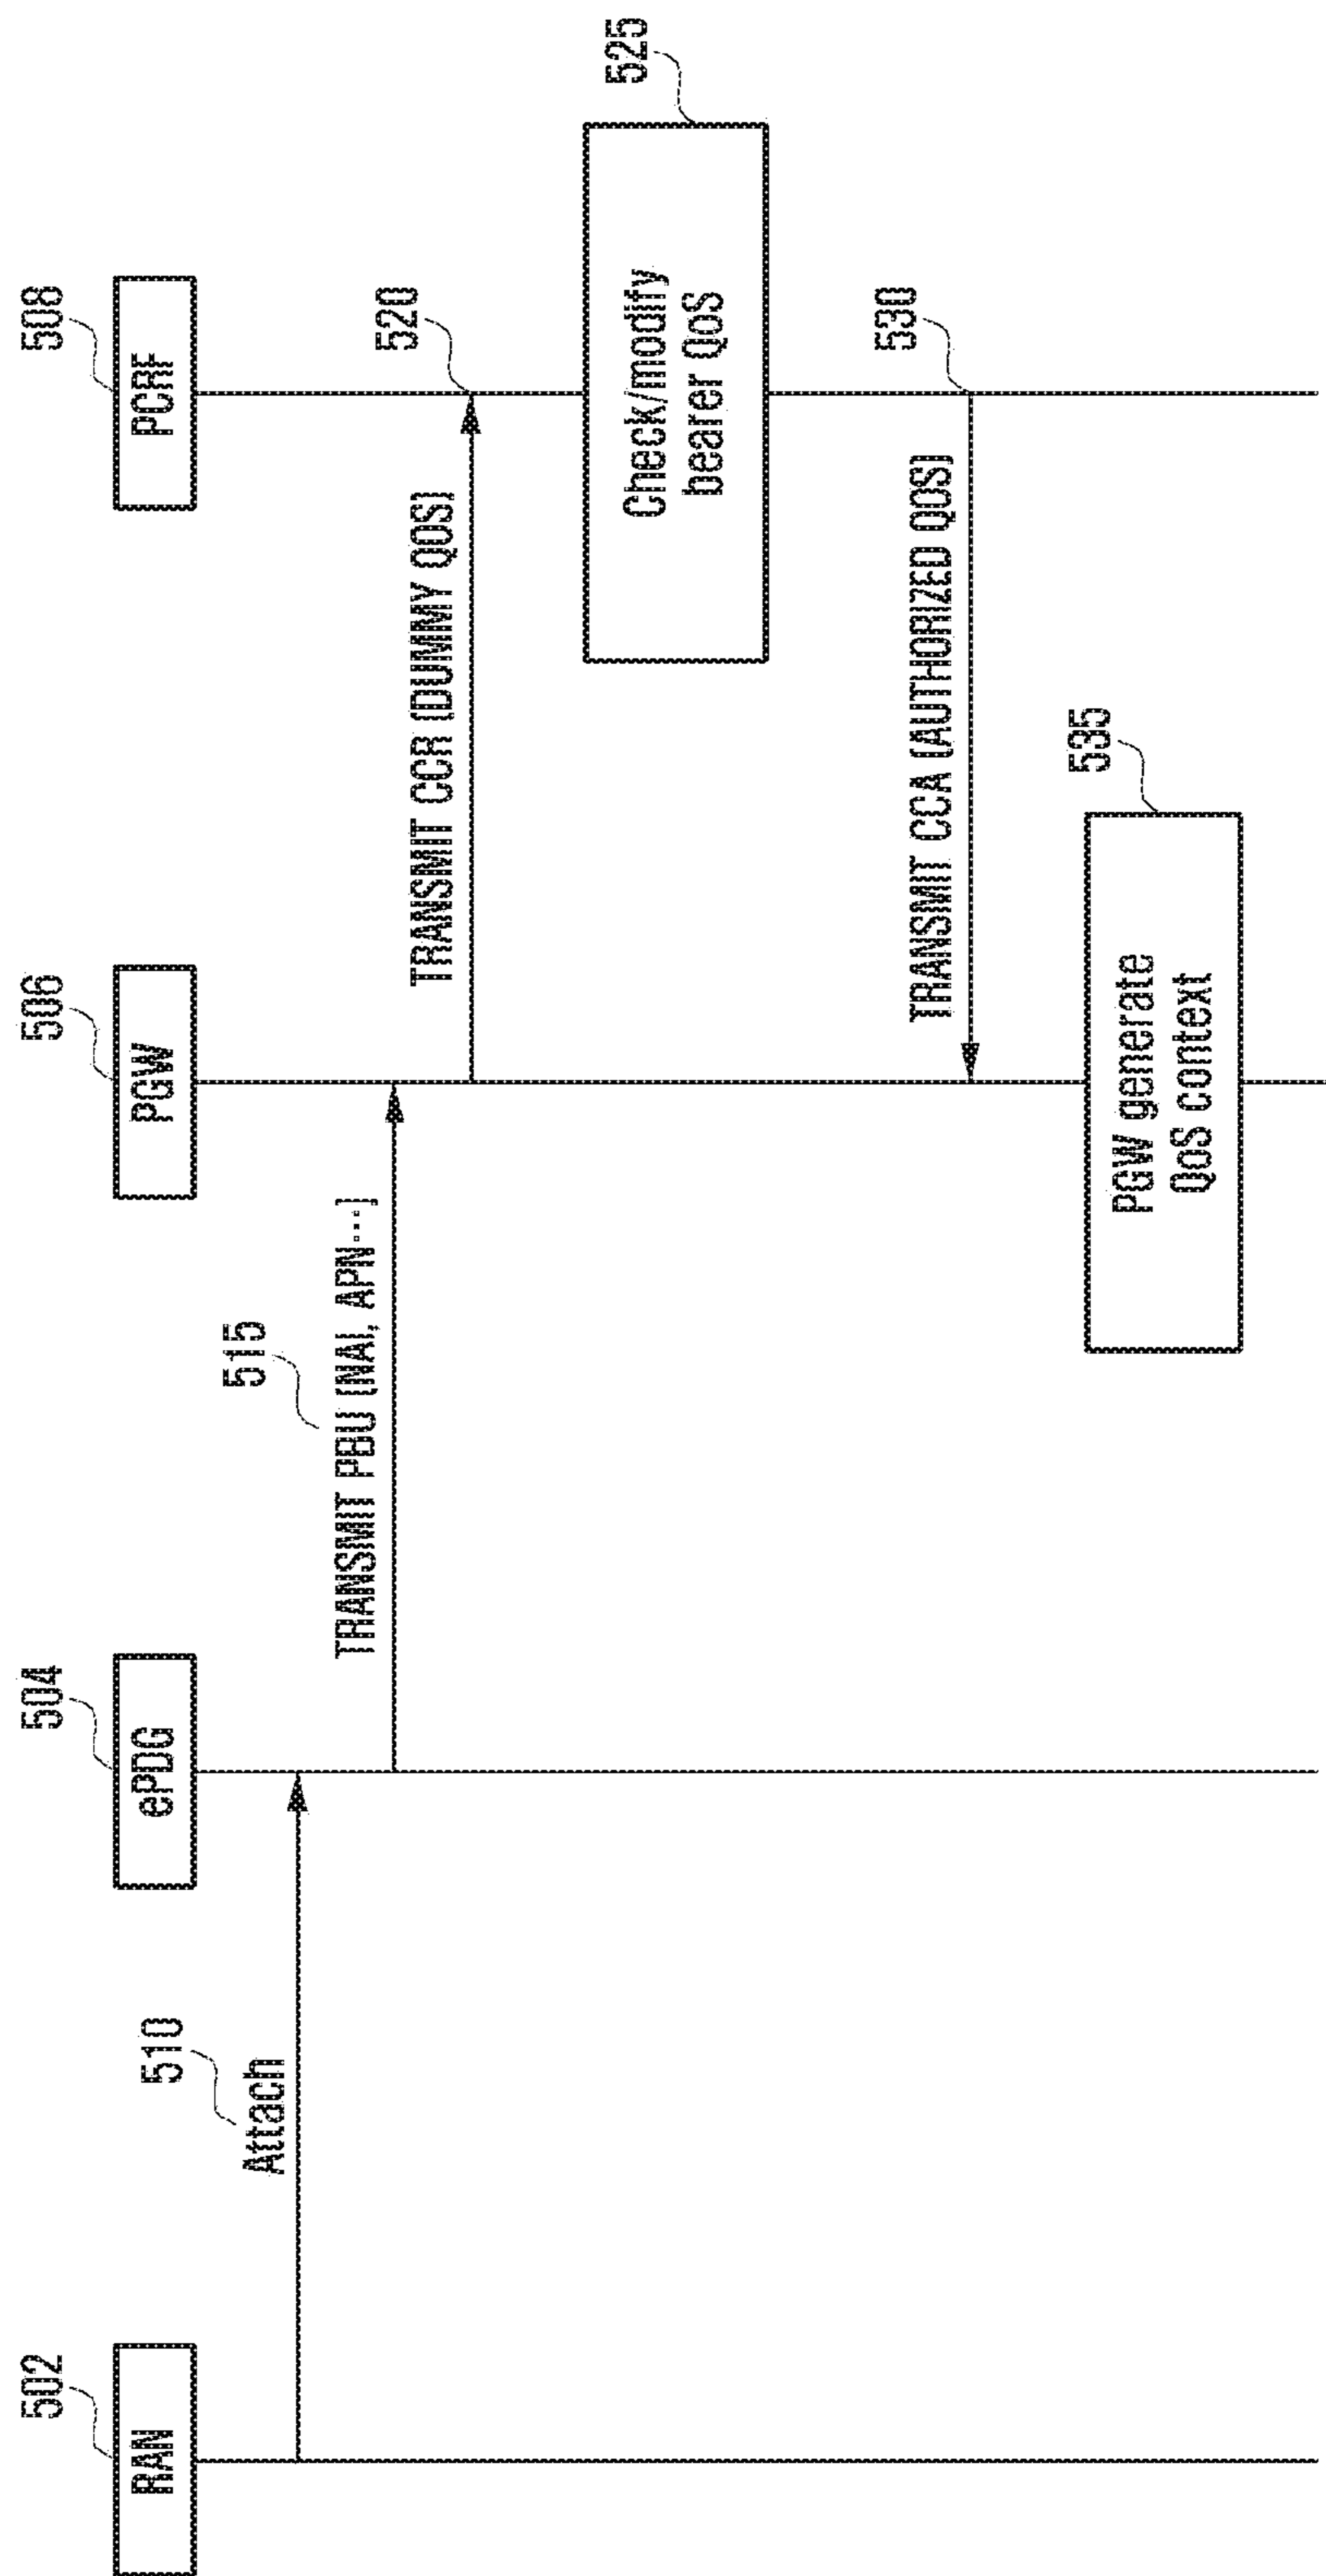 502
RAN
504
ePDG
506
PGW
508
PCRF
510
Attach
515
TRANSMIT PBU (NAI, APN···)
520
TRANSMIT CCR (DUMMY QOS)
525
Check/modify
bearer QoS
530
TRANSMIT CCA (AUTHORIZED QOS)
535
PGW generate
QoS context